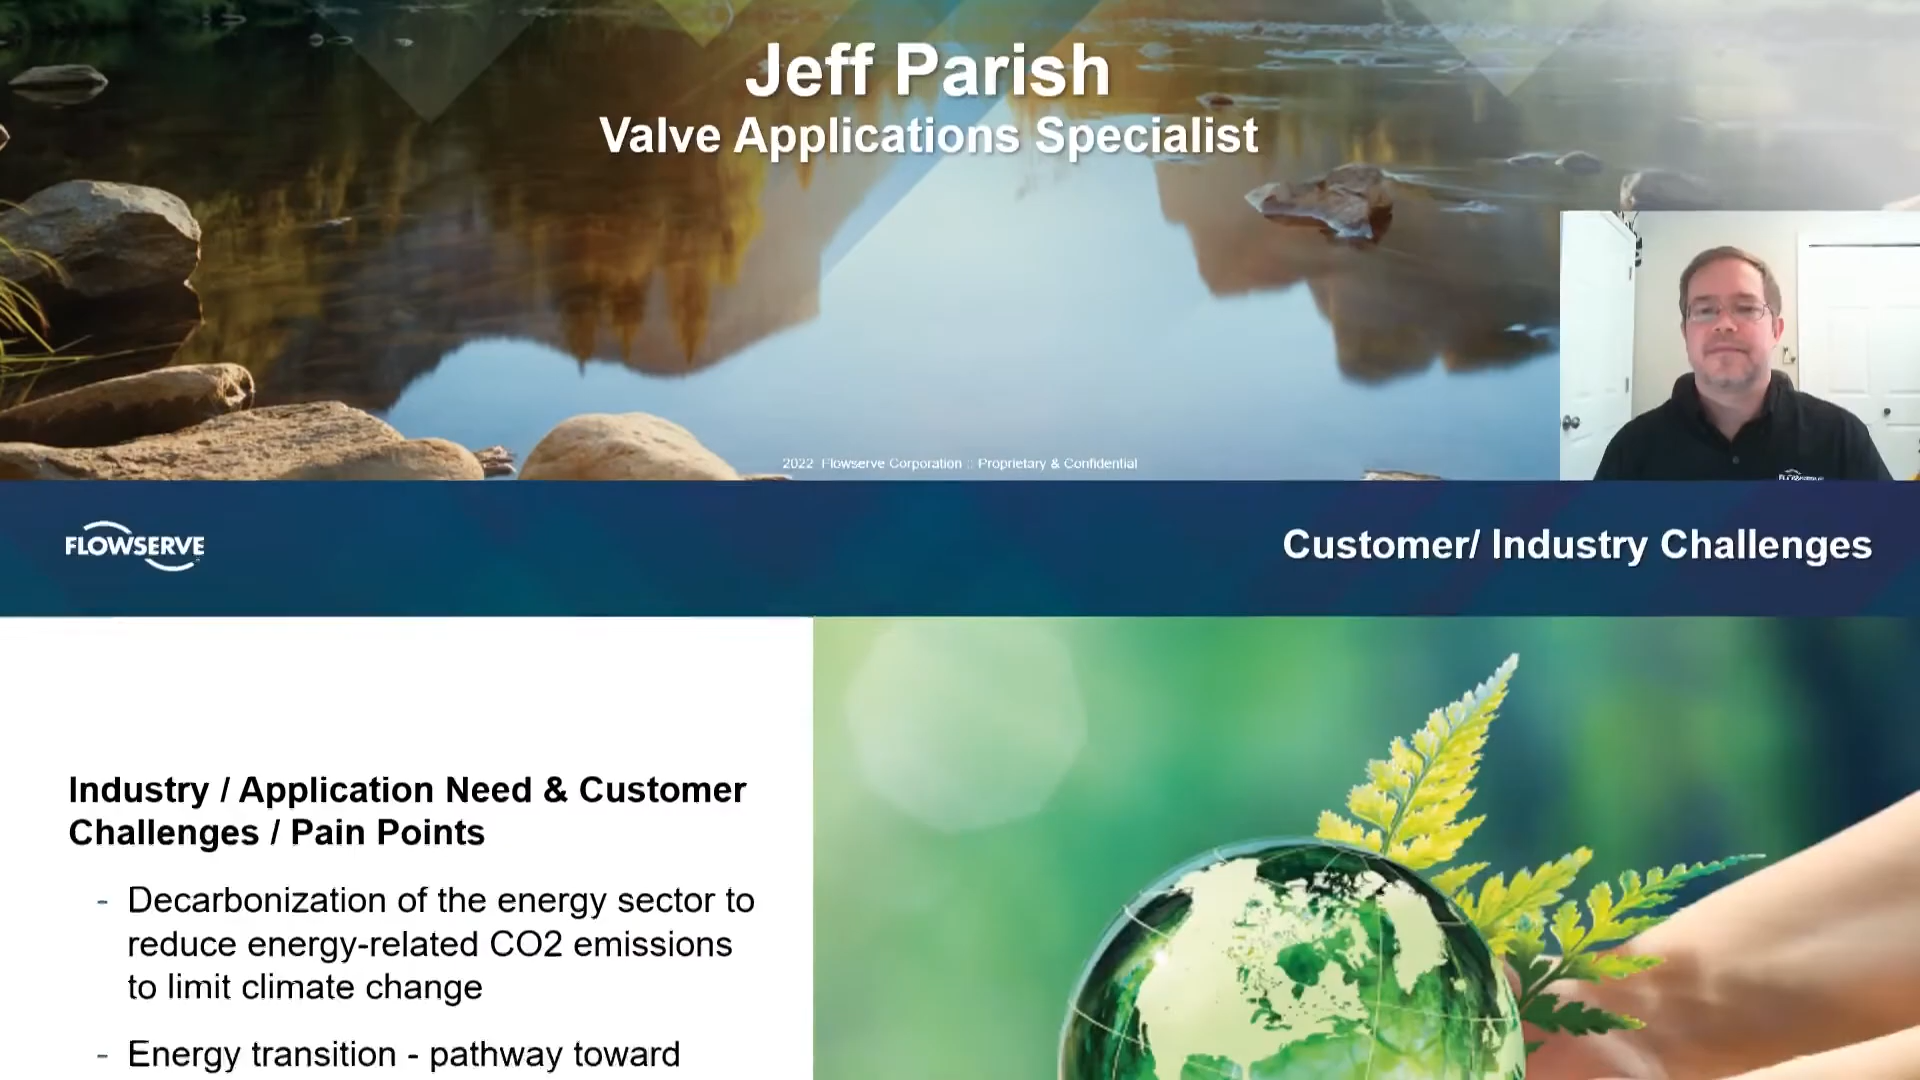 Jeff Parish
Valve Applications Specialist
2022 Flowserve Corporation :: Proprietary & Confidential
FLOWSERVE
FLOWSERVE
Customer/ Industry Challenges
Industry / Application Need & Customer
Challenges / Pain Points
- Decarbonization of the energy sector to
reduce energy-related CO2 emissions
to limit climate change
- Energy transition - pathway toward